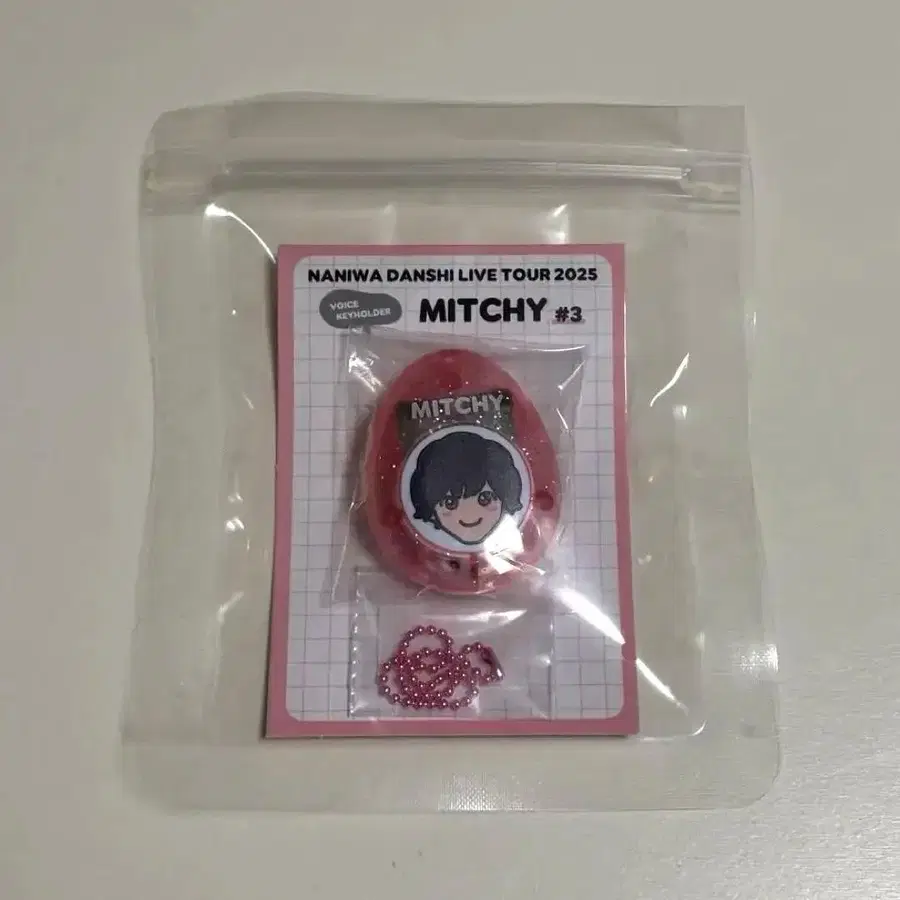 NANIWA DANSHI LIVE TOUR 2025
VOICE
KEYHOLDER
MITCHY #3
MITCHY